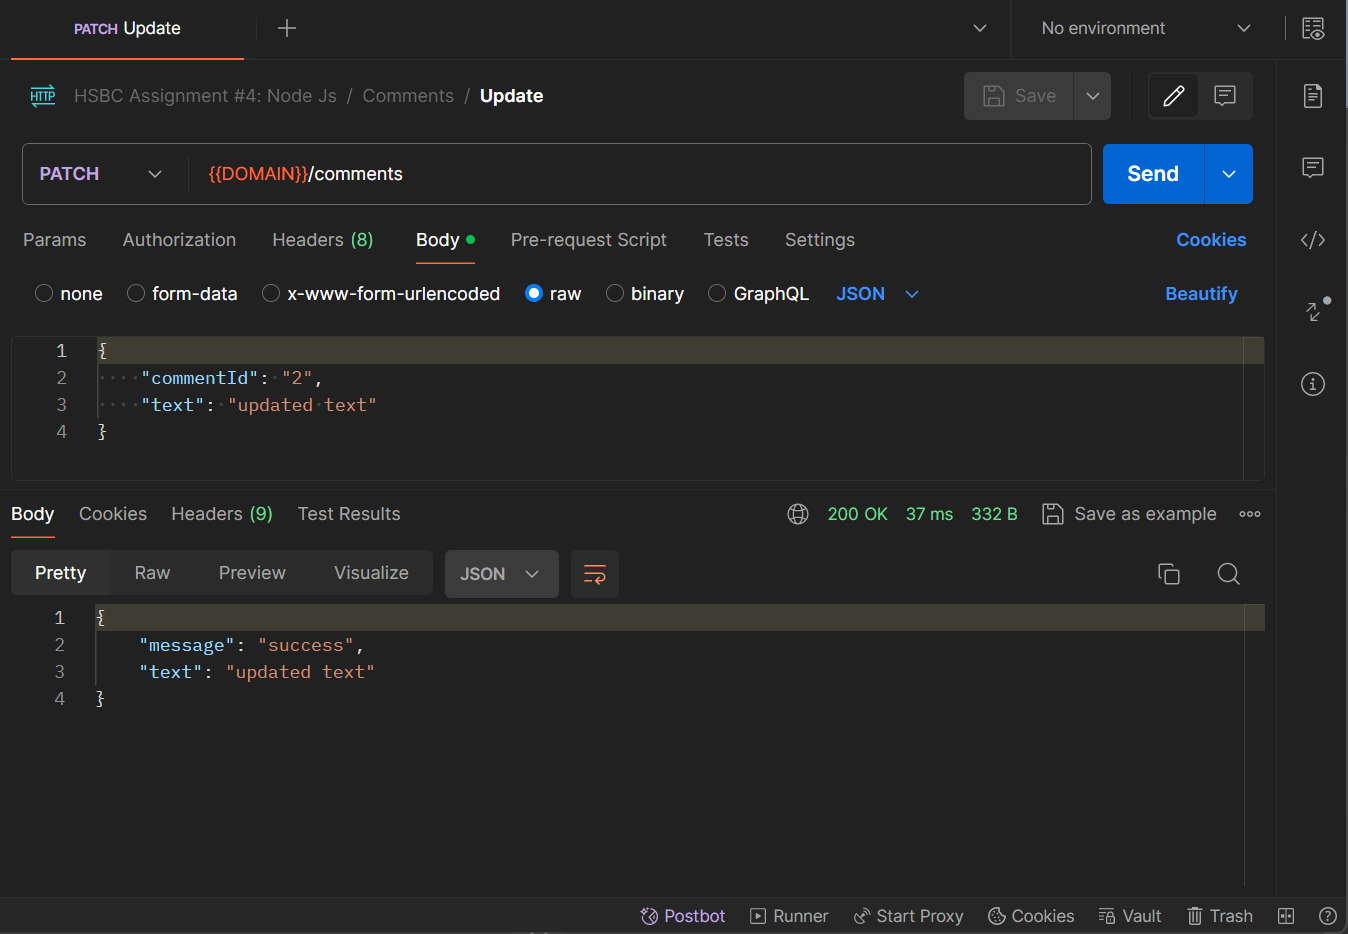 PATCH Update
No environment
HTTP HSBC Assignment #4: Node Js / Comments / Update
Save
PATCH {{DOMAIN}}/comments
Send
Params Authorization Headers (8) Body Pre-request Script Tests Settings Cookies
none form-data x-www-form-urlencoded raw binary GraphQL JSON Beautify
1 {
2 "commentId": "2",
3 "text": "updated text"
4 }
Body Cookies Headers (9) Test Results 200 OK 37 ms 332 B Save as example
Pretty Raw Preview Visualize JSON
1 {
2 "message": "success",
3 "text": "updated text"
4 }
Postbot Runner Start Proxy Cookies Vault Trash